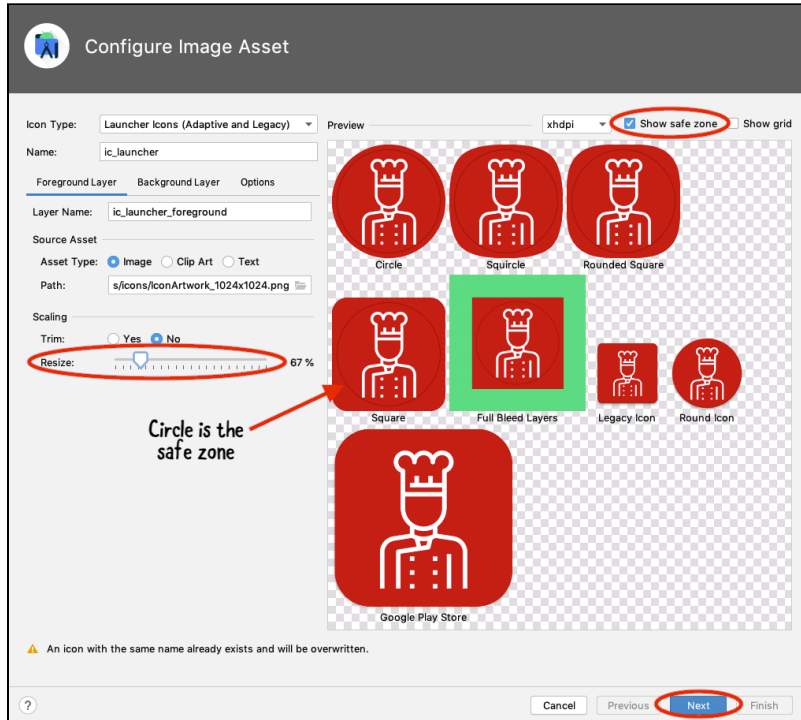 Configure Image Asset
Icon Type: Launcher Icons (Adaptive and Legacy)
Name: ic_launcher
Foreground Layer Background Layer Options
Layer Name: ic_launcher_foreground
Source Asset
Asset Type: Image Clip Art Text
Path: s/icons/IconArtwork_1024x1024.png
Scaling
Trim: Yes No
Resize: 67 %
Circle is the
safe zone
Preview xhdpi Show safe zone Show grid
Circle Squircle Rounded Square
Square Full Bleed Layers Legacy Icon Round Icon
Google Play Store
An icon with the same name already exists and will be overwritten.
? Cancel Previous Next Finish